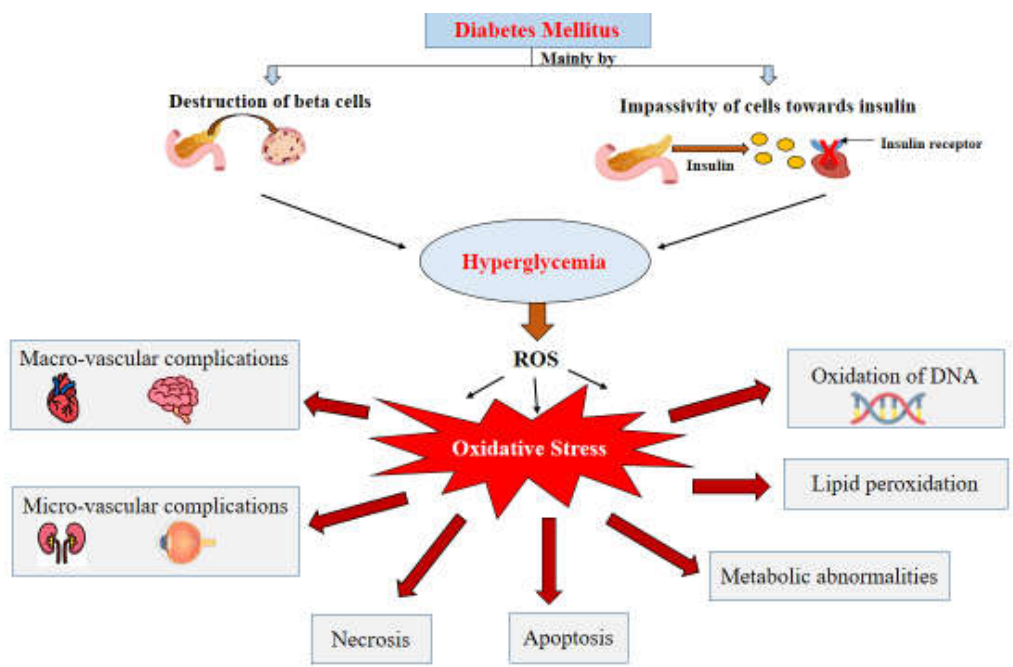 Diabetes Mellitus
Mainly by
Destruction of beta cells
Impassivity of cells towards insulin
Insulin receptor
Insulin
Hyperglycemia
ROS
Macro-vascular complications
Oxidation of DNA
Oxidative Stress
Lipid peroxidation
Micro-vascular complications
Metabolic abnormalities
Necrosis
Apoptosis